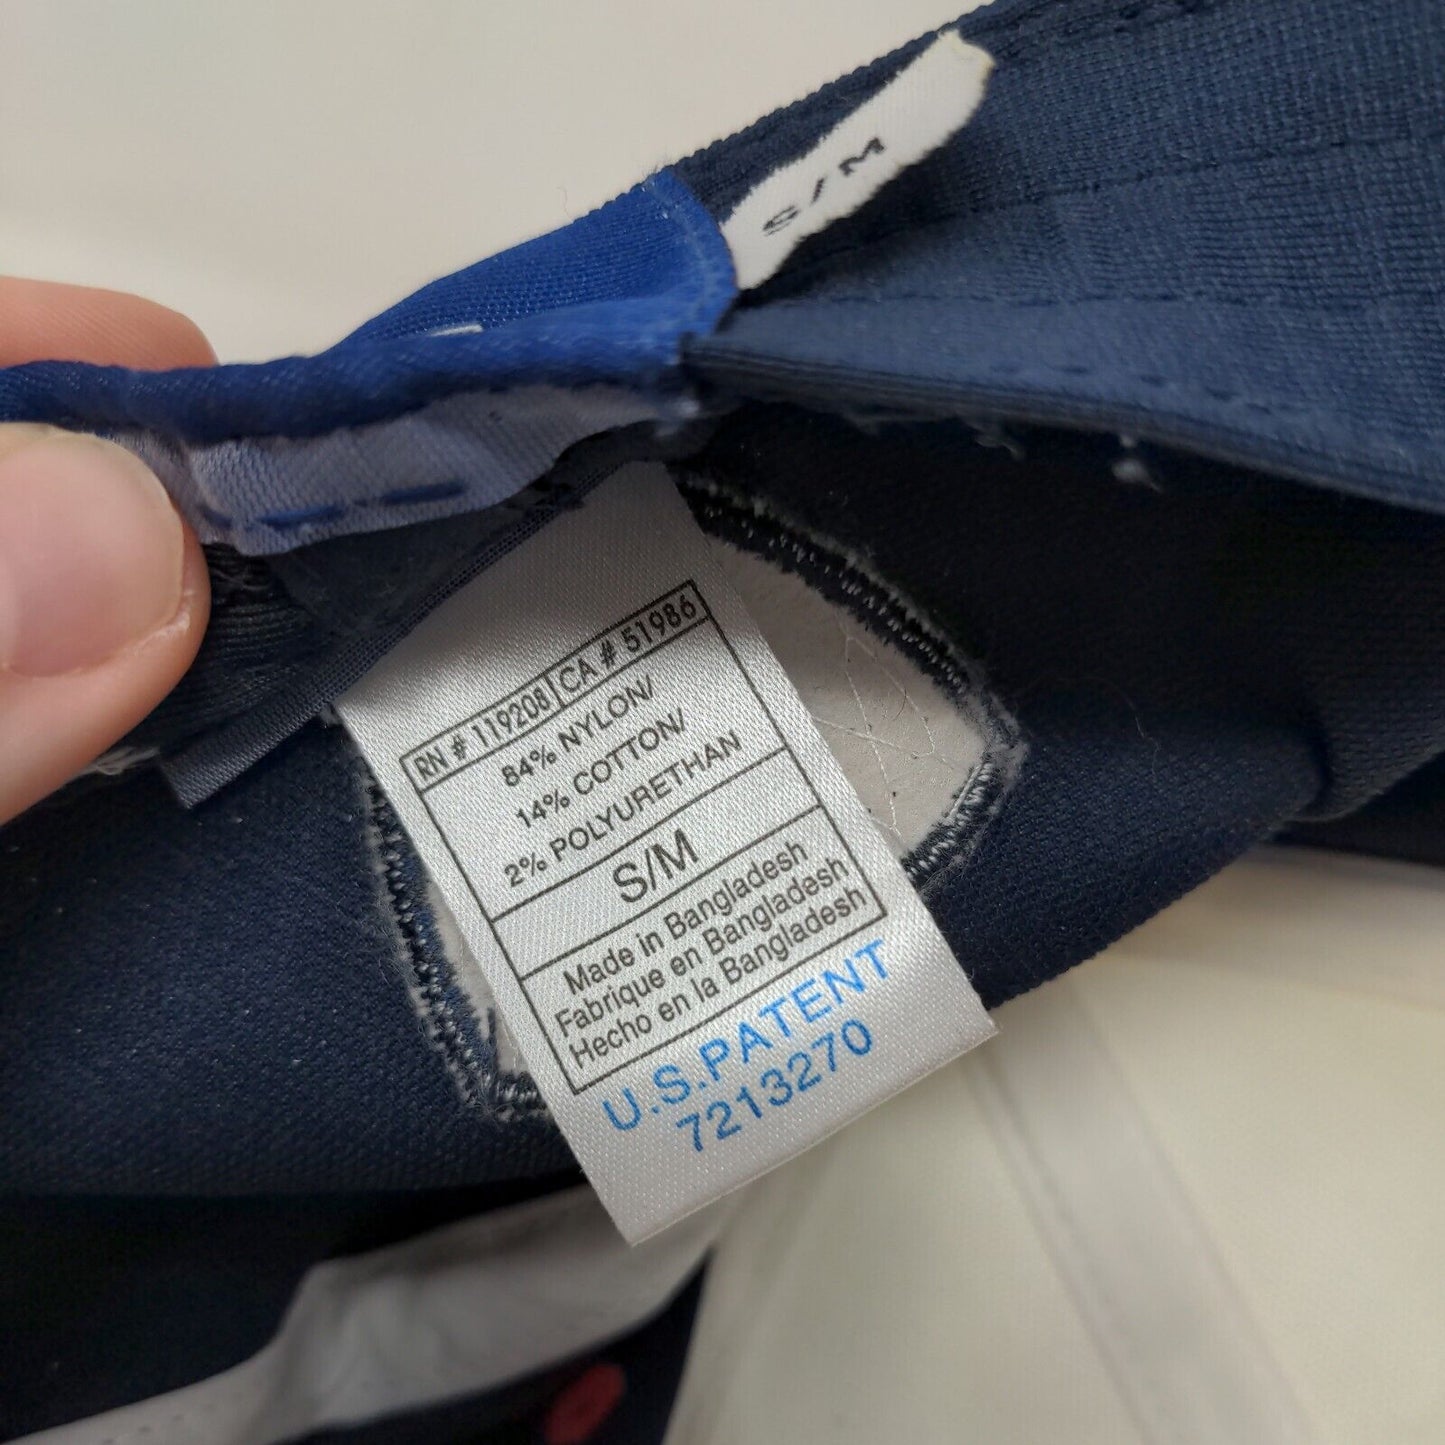 S/M
RN # 119208 CA # 51986
84% NYLON/
14% COTTON/
2% POLYURETHAN
S/M
Made in Bangladesh
Fabrique en Bangladesh
Hecho en la Bangladesh
U.S.PATENT
7213270